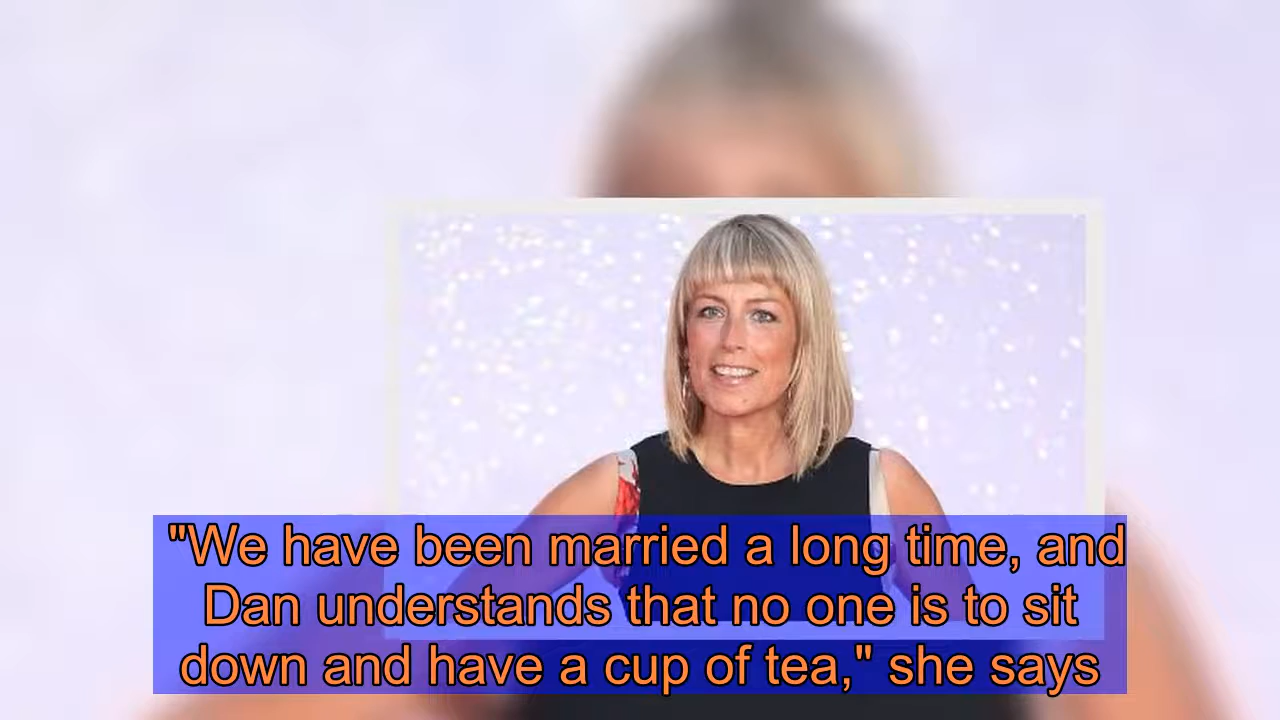 "We have been married a long time, and
Dan understands that no one is to sit
down and have a cup of tea," she says